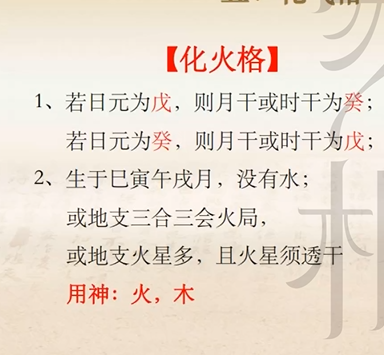 【化火格】
1、若日元为戊，则月干或时干为癸；
若日元为癸，则月干或时干为戊；
2、生于巳寅午戌月，没有水；
或地支三合三会火局，
或地支火星多，且火星须透干
用神：火，木